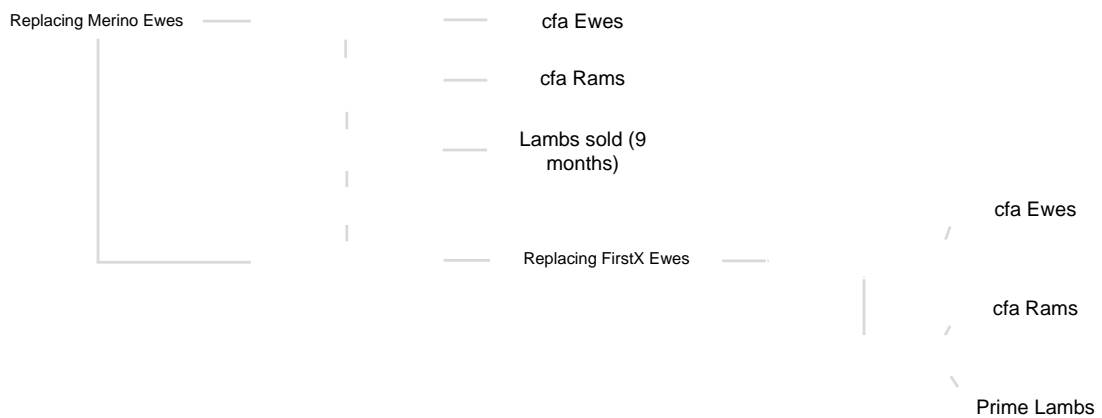 Replacing Merino Ewes
cfa Ewes
cfa Rams
Lambs sold (9
months)
cfa Ewes
Replacing FirstX Ewes
cfa Rams
Prime Lambs